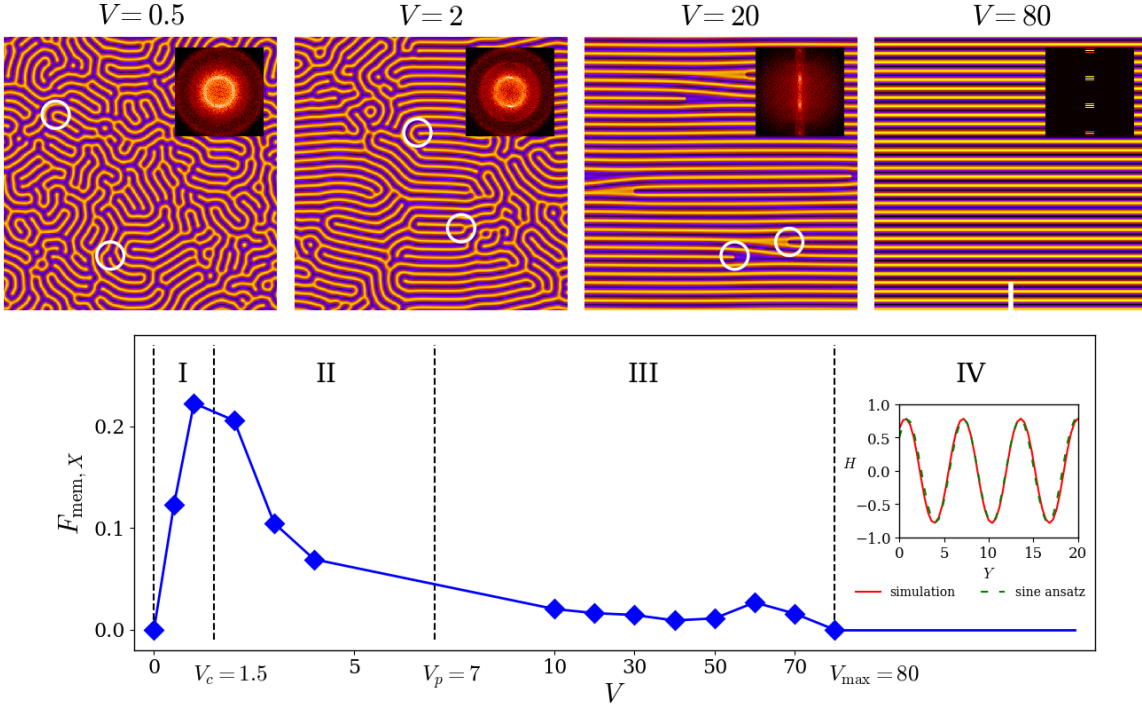 V = 0.5
V = 2
V = 20
V = 80
I
II
III
IV
0.2
0.1
0.0
F_mem, X
1.0
0.5
0.0
−0.5
−1.0
H
0
5
10
15
20
Y
simulation
sine ansatz
0
5
10
30
50
70
V_c = 1.5
V_p = 7
V_max = 80
V